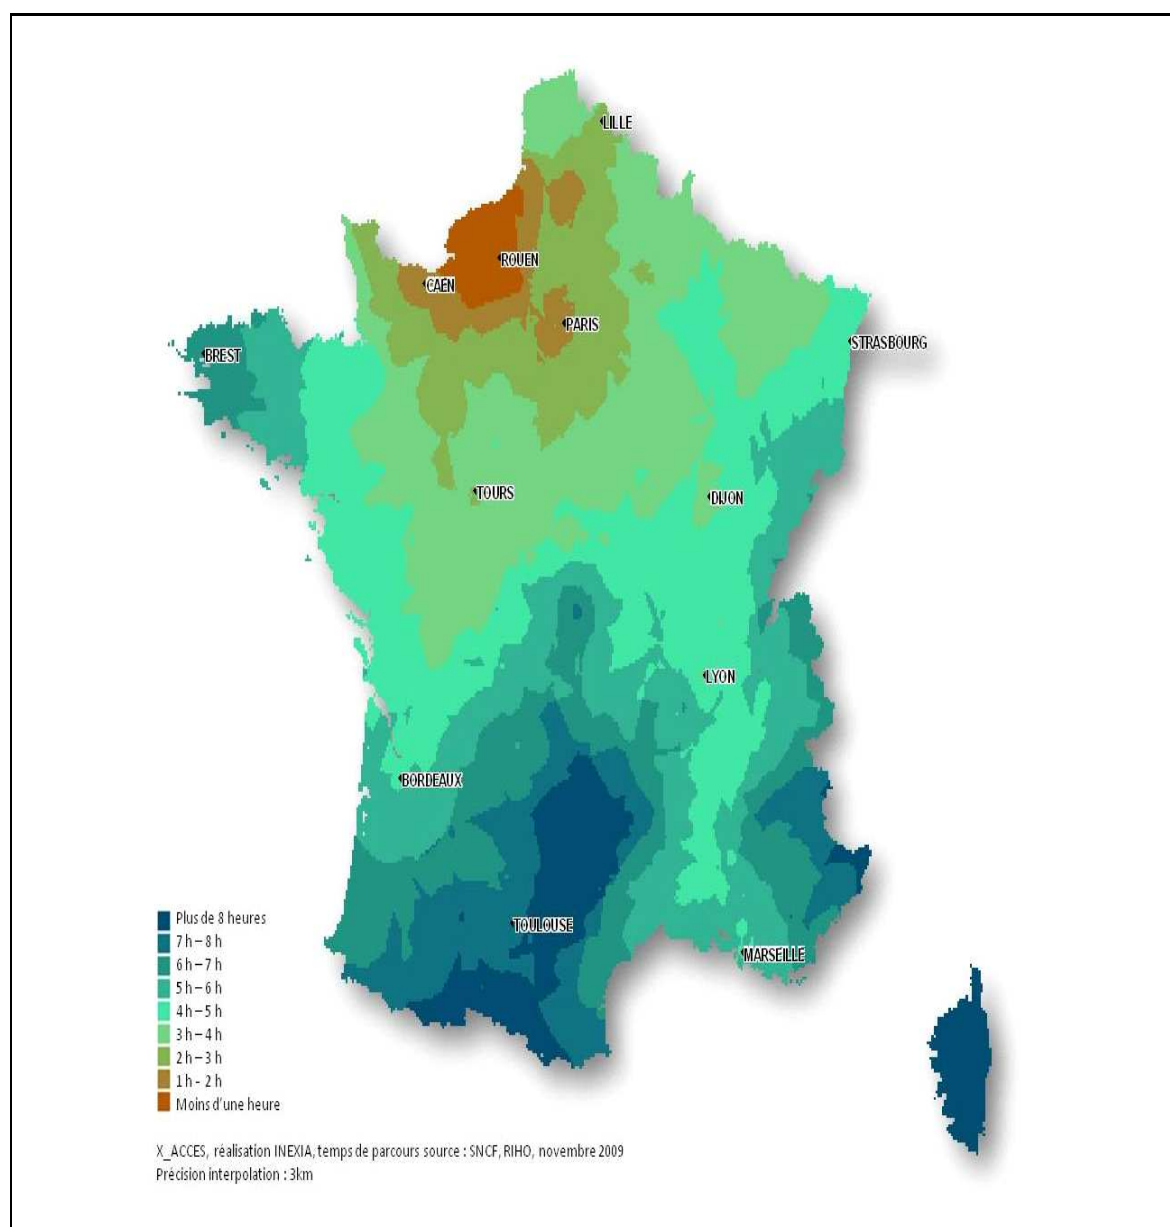 LILLE
ROUEN
CAEN
PARIS
STRASBOURG
BREST
TOURS
DIJON
LYON
BORDEAUX
TOULOUSE
MARSEILLE
Plus de 8 heures
7 h – 8 h
6 h – 7 h
5 h – 6 h
4 h – 5 h
3 h – 4 h
2 h – 3 h
1 h - 2 h
Moins d'une heure
X_ACCES, réalisation INEXIA, temps de parcours source : SNCF, RIHO, novembre 2009
Précision interpolation : 3km